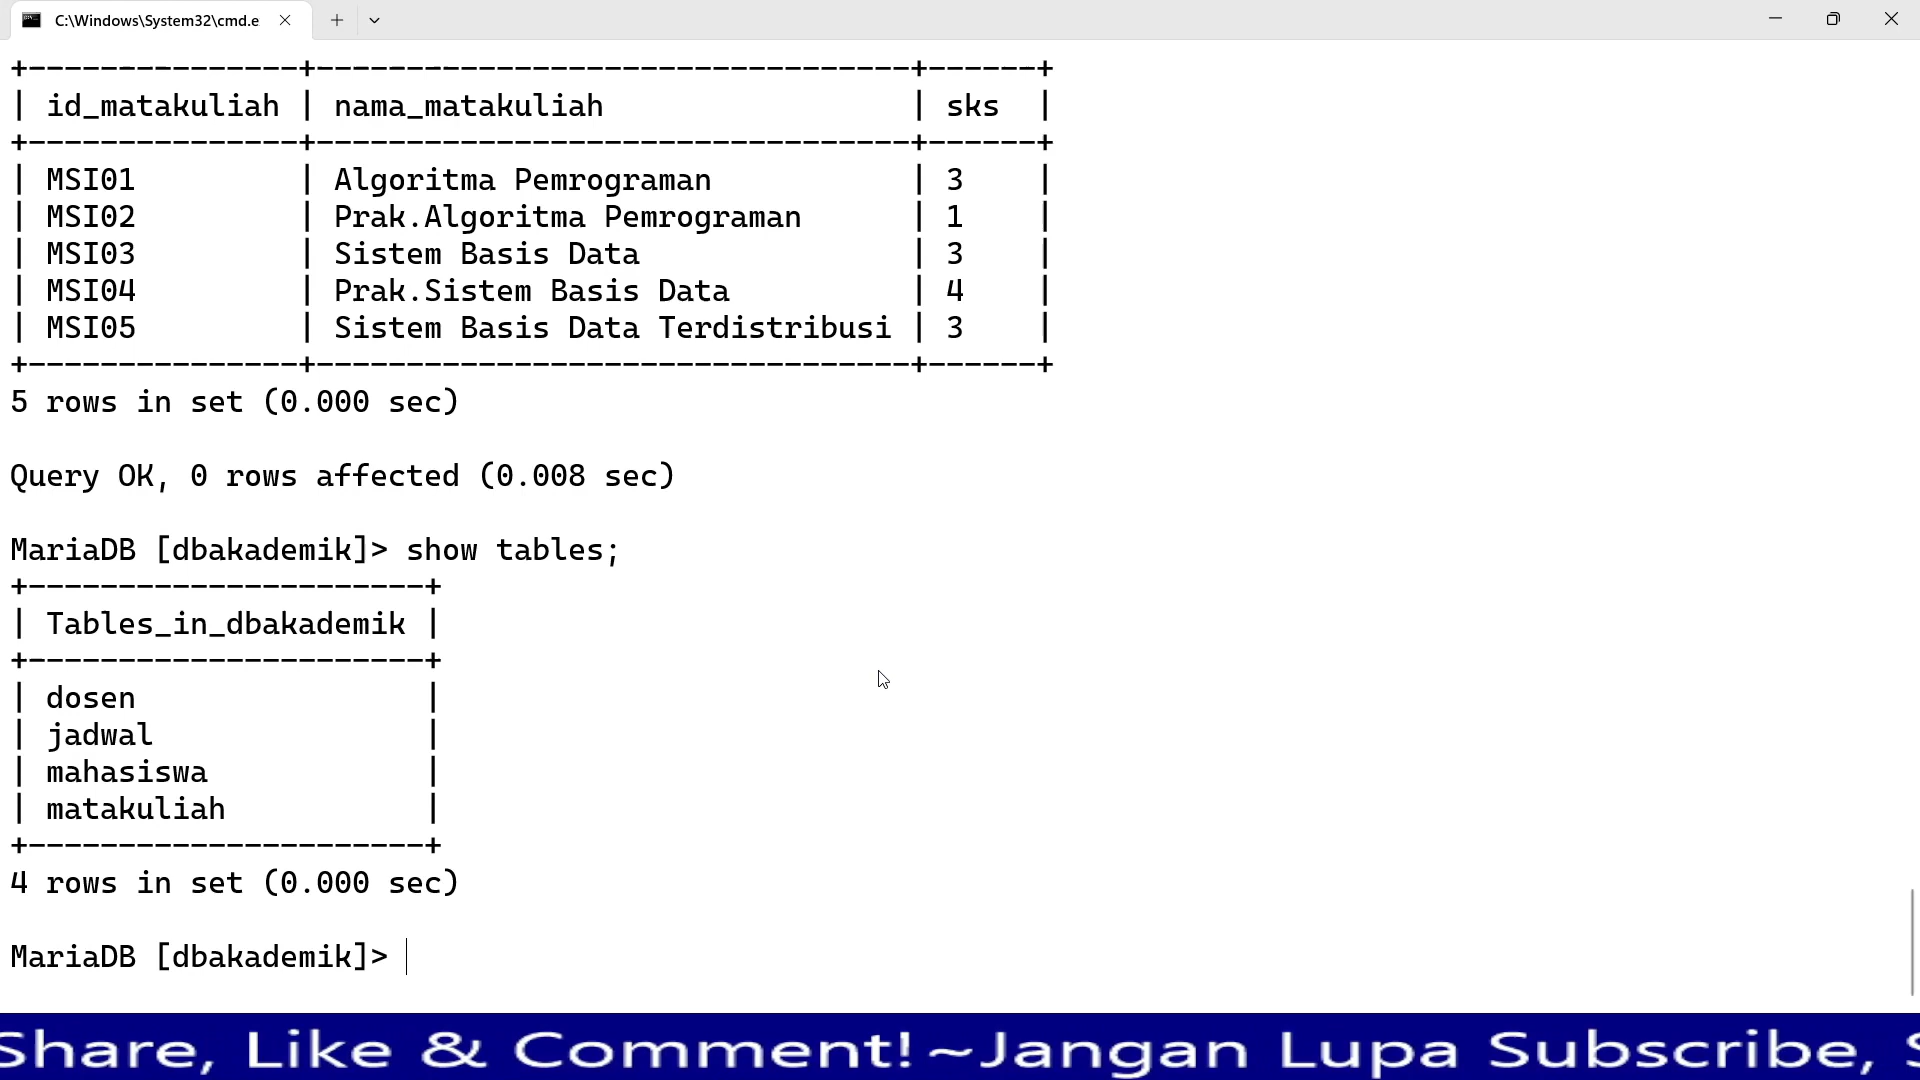 C:\Windows\System32\cmd.e
+---------------+---------------------------------+------+
| id_matakuliah | nama_matakuliah                 | sks  |
+---------------+---------------------------------+------+
| MSI01         | Algoritma Pemrograman           | 3    |
| MSI02         | Prak.Algoritma Pemrograman      | 1    |
| MSI03         | Sistem Basis Data               | 3    |
| MSI04         | Prak.Sistem Basis Data          | 4    |
| MSI05         | Sistem Basis Data Terdistribusi | 3    |
+---------------+---------------------------------+------+
5 rows in set (0.000 sec)
Query OK, 0 rows affected (0.008 sec)
MariaDB [dbakademik]> show tables;
+----------------------+
| Tables_in_dbakademik |
+----------------------+
| dosen                |
| jadwal               |
| mahasiswa            |
| matakuliah           |
+----------------------+
4 rows in set (0.000 sec)
MariaDB [dbakademik]>
Share, Like & Comment!~Jangan Lupa Subscribe, S